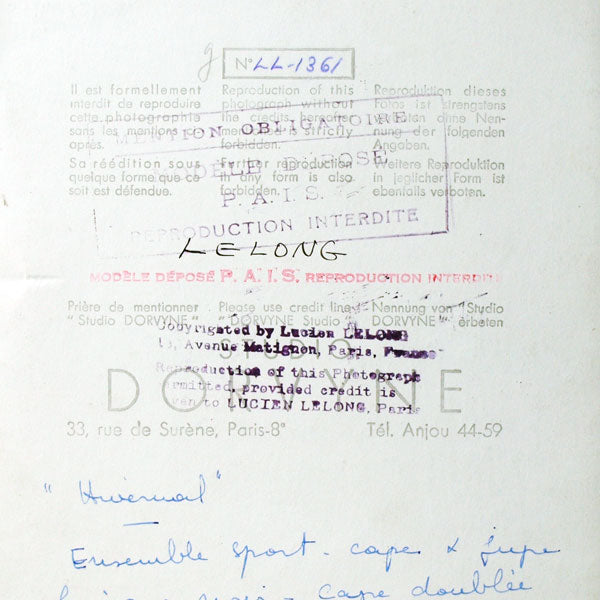 N° LL-1361
Il est formellement
interdit de reproduire
cette photographie
sans les mentions ci-
après.
Sa réédition sous
quelque forme que ce
soit est défendue.
Reproduction of this
photograph without
the credits hereafter
mentioned is strictly
forbidden.
Further reproduction
in any form is also
forbidden.
Reproduktion dieses
Fotos ist strengstens
verboten ohne Nen-
nung der folgenden
Angaben.
Weitere Reproduktion
in jeglicher Form ist
ebenfalls verboten.
MENTION OBLIGATOIRE
MODÈLE DÉPOSÉ
P. A. I. S.
REPRODUCTION INTERDITE
LELONG
MODÈLE DÉPOSÉ P. A. I. S. REPRODUCTION INTERDITE
Prière de mentionner
"Studio DORVYNE"
Please use credit line
"Studio DORVYNE"
Nennung von "Studio
DORVYNE" erbeten
Copyrighted by Lucien LELONG
Avenue Matignon, Paris, France
Reproduction of this Photograph
permitted, provided credit is
given to LUCIEN LELONG, Paris
STUDIO
DORVYNE
33, rue de Surène, Paris-8°
Tél. Anjou 44-59
"Hivernal"
Ensemble sport - cape & jupe
noir - cape doublée